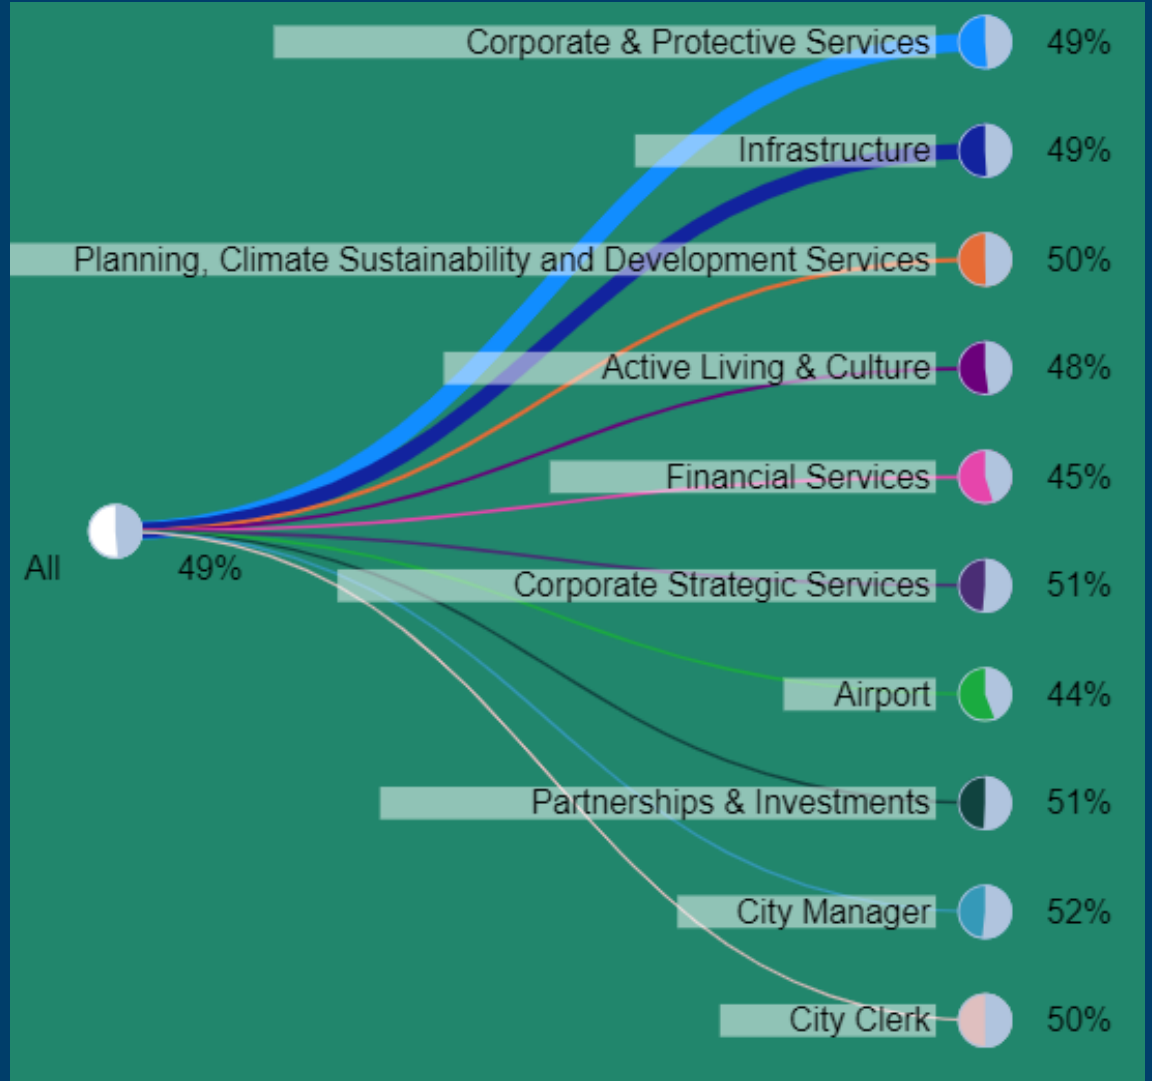 Corporate & Protective Services 49%
Infrastructure 49%
Planning, Climate Sustainability and Development Services 50%
Active Living & Culture 48%
Financial Services 45%
All 49%
Corporate Strategic Services 51%
Airport 44%
Partnerships & Investments 51%
City Manager 52%
City Clerk 50%